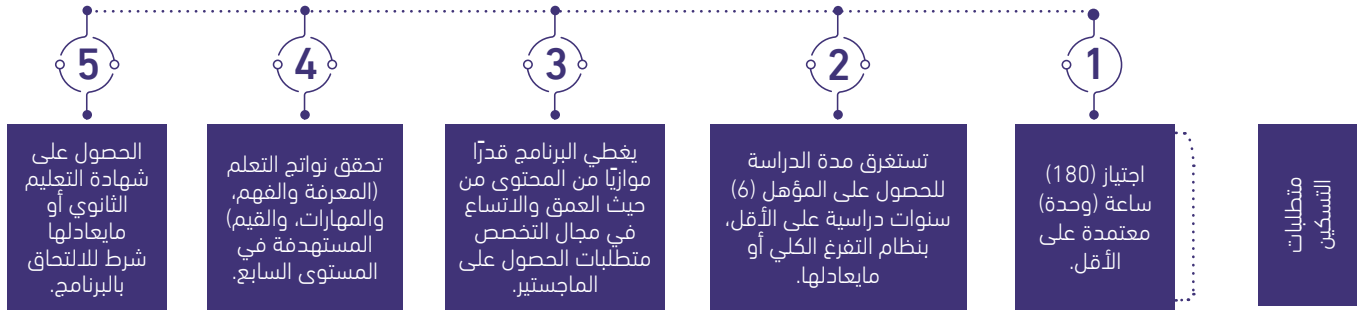 متطلبات
التسكين
1
اجتياز (180)
ساعة (وحدة)
معتمدة على
الأقل.
2
تستغرق مدة الدراسة
للحصول على المؤهل (6)
سنوات دراسية على الأقل،
بنظام التفرغ الكلي أو
مايعادلها.
3
يغطي البرنامج قدرًا
موازيًا من المحتوى من
حيث العمق والاتساع
في مجال التخصص
متطلبات الحصول على
الماجستير.
4
تحقق نواتج التعلم
(المعرفة والفهم،
والمهارات، والقيم)
المستهدفة في
المستوى السابع.
5
الحصول على
شهادة التعليم
الثانوي أو
مايعادلها
شرط للالتحاق
بالبرنامج.